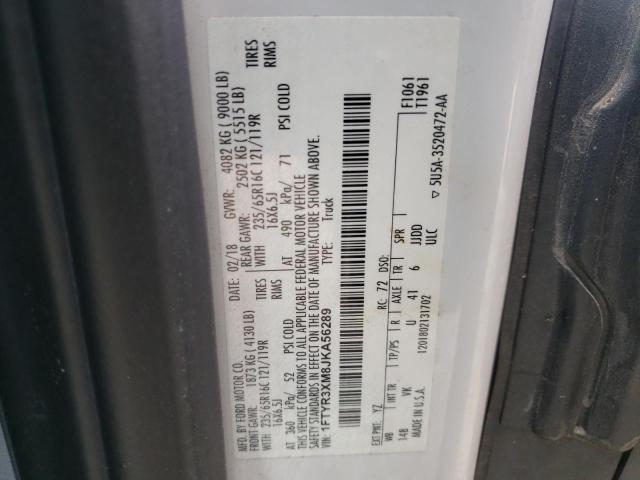 MFD. BY FORD MOTOR CO.
DATE: 02/18 GVWR: 4082 KG ( 9000 LB)
FRONT GAWR: 1873 KG ( 4130 LB) REAR GAWR: 2502 KG ( 5515 LB)
WITH 235/65R16C 121/119R TIRES WITH 235/65R16C 121/119R TIRES
16X6.5J RIMS 16X6.5J RIMS
AT 360 kPa/ 52 PSI COLD AT 490 kPa/ 71 PSI COLD
THIS VEHICLE CONFORMS TO ALL APPLICABLE FEDERAL MOTOR VEHICLE
SAFETY STANDARDS IN EFFECT ON THE DATE OF MANUFACTURE SHOWN ABOVE.
VIN: 1FTYR3XM8JKA56289 TYPE: Truck
F1061
T1961
EXT PNT: YZ RC: 72 DSO:
WB INT TR TP/PS R AXLE TR SPR
14B VK U 41 6 JJDD
MADE IN U.S.A. 1201802131702 ULC
▽ 5U5A-3520472-AA